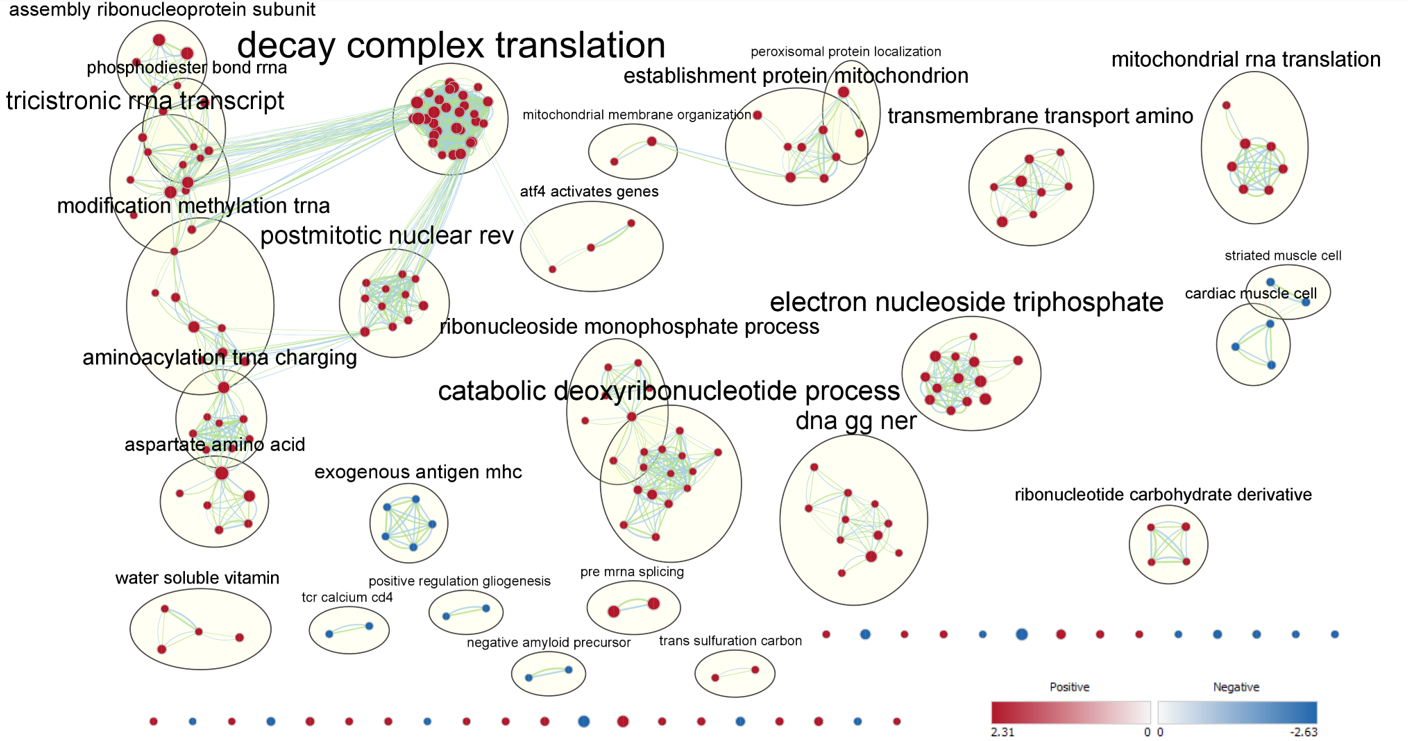 assembly ribonucleoprotein subunit
decay complex translation
peroxisomal protein localization
mitochondrial rna translation
phosphodiester bond rrna
establishment protein mitochondrion
tricistronic rrna transcript
mitochondrial membrane organization
transmembrane transport amino
atf4 activates genes
modification methylation trna
postmitotic nuclear rev
striated muscle cell
cardiac muscle cell
electron nucleoside triphosphate
ribonucleoside monophosphate process
aminoacylation trna charging
catabolic deoxyribonucleotide process
dna gg ner
aspartate amino acid
exogenous antigen mhc
ribonucleotide carbohydrate derivative
water soluble vitamin
positive regulation gliogenesis
pre mrna splicing
tcr calcium cd4
negative amyloid precursor
trans sulfuration carbon
Positive Negative
2.31 0 0 -2.63